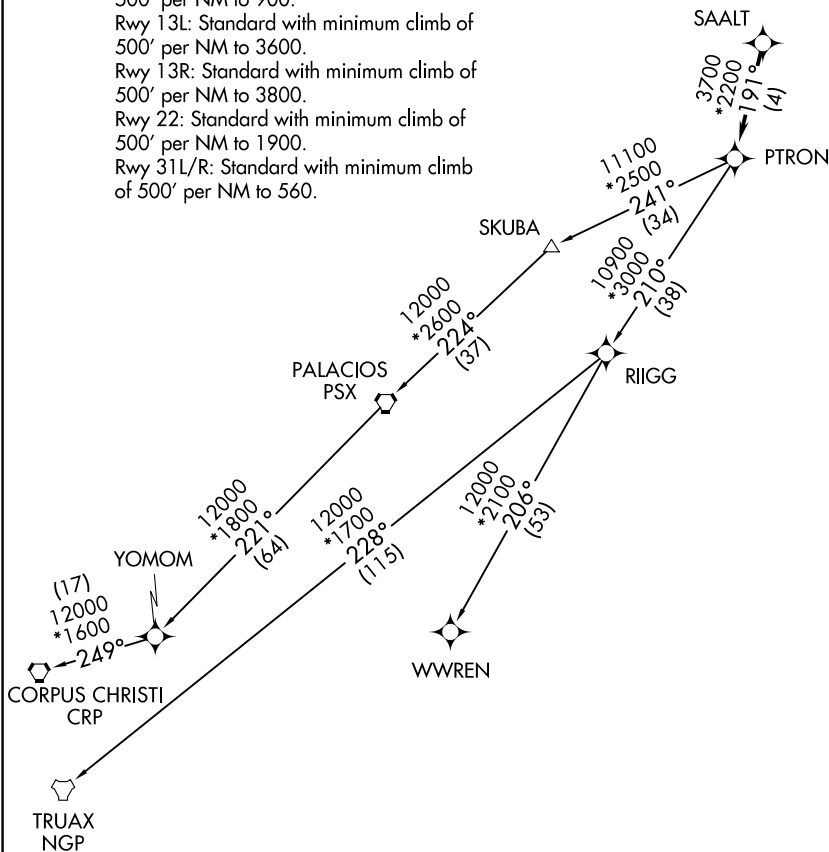 500' per NM to 900.
Rwy 13L: Standard with minimum climb of
500' per NM to 3600.
Rwy 13R: Standard with minimum climb of
500' per NM to 3800.
Rwy 22: Standard with minimum climb of
500' per NM to 1900.
Rwy 31L/R: Standard with minimum climb
of 500' per NM to 560.
SAALT
3700
*2200
191°
(4)
PTRON
11100
*2500
241°
(34)
SKUBA
10900
*3000
210°
(38)
RIIGG
12000
*2600
224°
(37)
PALACIOS
PSX
12000
*1800
221°
(64)
12000
*1700
228°
(115)
12000
*2100
206°
(53)
YOMOM
(17)
12000
*1600
249°
CORPUS CHRISTI
CRP
WWREN
TRUAX
NGP